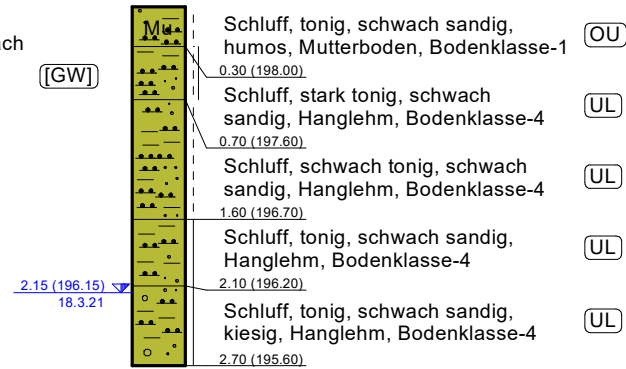 ch
[GW]
Mu
Schluff, tonig, schwach sandig,
humos, Mutterboden, Bodenklasse-1
OU
0.30 (198.00)
Schluff, stark tonig, schwach
sandig, Hanglehm, Bodenklasse-4
UL
0.70 (197.60)
Schluff, schwach tonig, schwach
sandig, Hanglehm, Bodenklasse-4
UL
1.60 (196.70)
Schluff, tonig, schwach sandig,
Hanglehm, Bodenklasse-4
UL
2.15 (196.15)
18.3.21
2.10 (196.20)
Schluff, tonig, schwach sandig,
kiesig, Hanglehm, Bodenklasse-4
UL
2.70 (195.60)